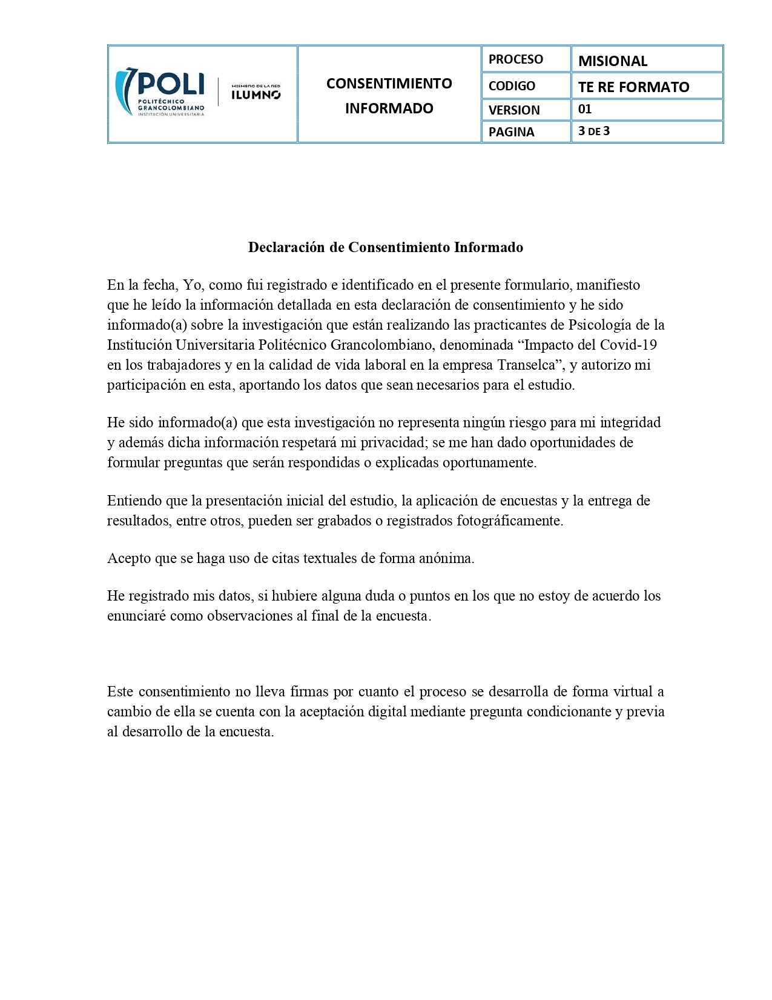 POLI
POLITÉCNICO
GRANCOLOMBIANO
INSTITUCIÓN UNIVERSITARIA
MIEMBRO DE LA RED
ILUMNO
CONSENTIMIENTO
INFORMADO
PROCESO MISIONAL
CODIGO TE RE FORMATO
VERSION 01
PAGINA 3 DE 3
Declaración de Consentimiento Informado
En la fecha, Yo, como fui registrado e identificado en el presente formulario, manifiesto
que he leído la información detallada en esta declaración de consentimiento y he sido
informado(a) sobre la investigación que están realizando las practicantes de Psicología de la
Institución Universitaria Politécnico Grancolombiano, denominada “Impacto del Covid-19
en los trabajadores y en la calidad de vida laboral en la empresa Transelca”, y autorizo mi
participación en esta, aportando los datos que sean necesarios para el estudio.
He sido informado(a) que esta investigación no representa ningún riesgo para mi integridad
y además dicha información respetará mi privacidad; se me han dado oportunidades de
formular preguntas que serán respondidas o explicadas oportunamente.
Entiendo que la presentación inicial del estudio, la aplicación de encuestas y la entrega de
resultados, entre otros, pueden ser grabados o registrados fotográficamente.
Acepto que se haga uso de citas textuales de forma anónima.
He registrado mis datos, si hubiere alguna duda o puntos en los que no estoy de acuerdo los
enunciaré como observaciones al final de la encuesta.
Este consentimiento no lleva firmas por cuanto el proceso se desarrolla de forma virtual a
cambio de ella se cuenta con la aceptación digital mediante pregunta condicionante y previa
al desarrollo de la encuesta.